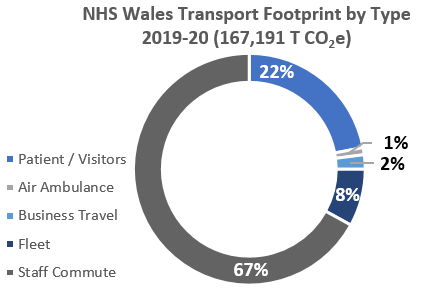 NHS Wales Transport Footprint by Type
2019-20 (167,191 T CO₂e)
22%
1%
2%
8%
67%
Patient / Visitors
Air Ambulance
Business Travel
Fleet
Staff Commute